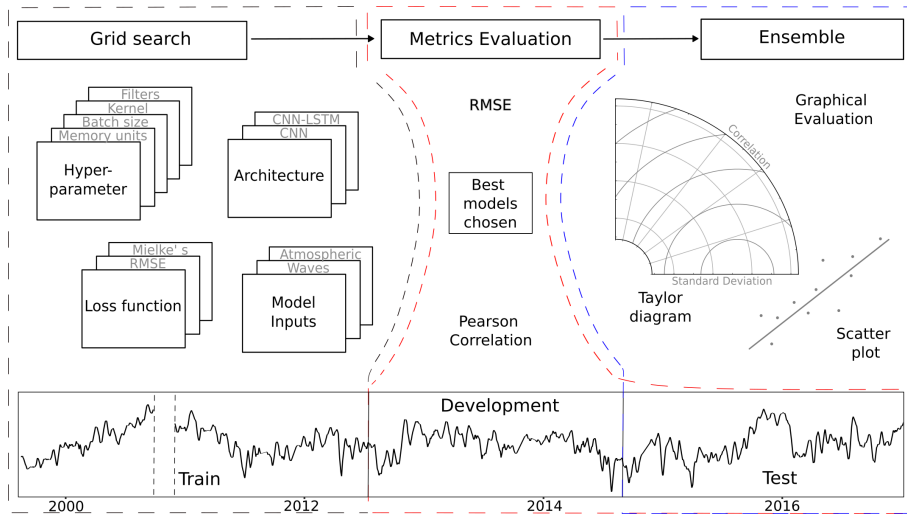 Grid search
Metrics Evaluation
Ensemble
Filters
Kernel
Batch size
Memory units
Hyper-
parameter
CNN-LSTM
CNN
Architecture
Mielke' s
RMSE
Loss function
Atmospheric
Waves
Model
Inputs
RMSE
Best
models
chosen
Pearson
Correlation
Graphical
Evaluation
Correlation
Standard Deviation
Taylor
diagram
Scatter
plot
Development
Train
Test
2000
2012
2014
2016